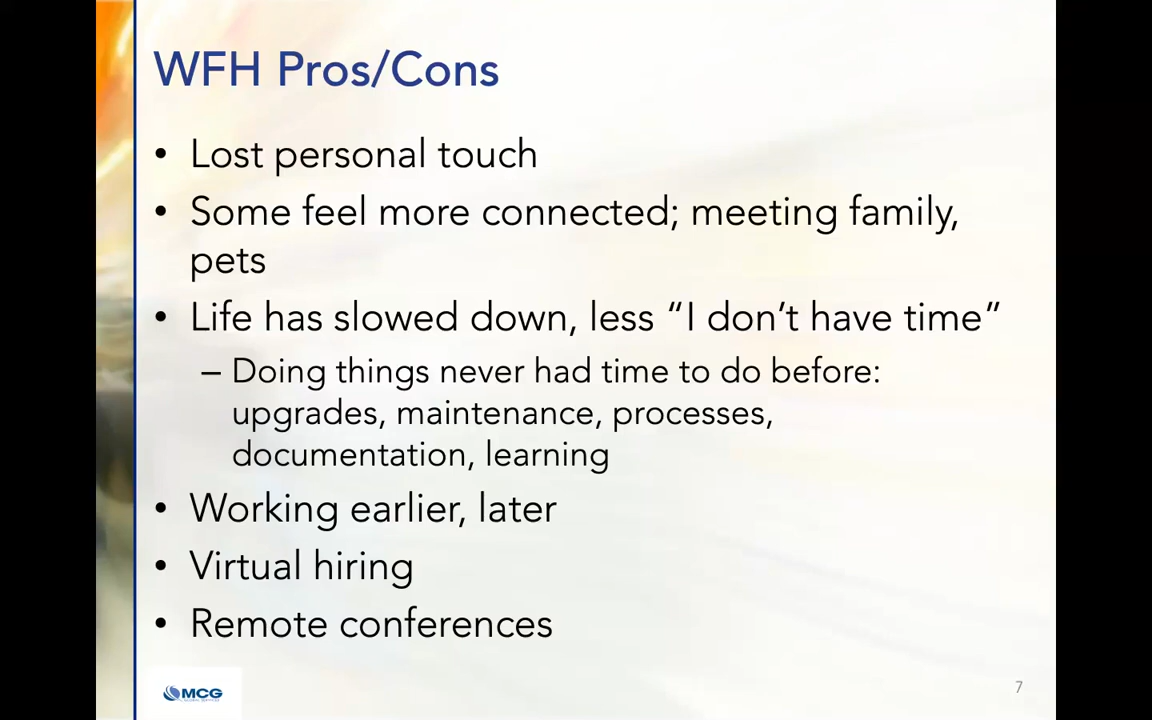 WFH Pros/Cons
• Lost personal touch
• Some feel more connected; meeting family,
pets
• Life has slowed down, less “I don’t have time”
– Doing things never had time to do before:
upgrades, maintenance, processes,
documentation, learning
• Working earlier, later
• Virtual hiring
• Remote conferences
MCG
7